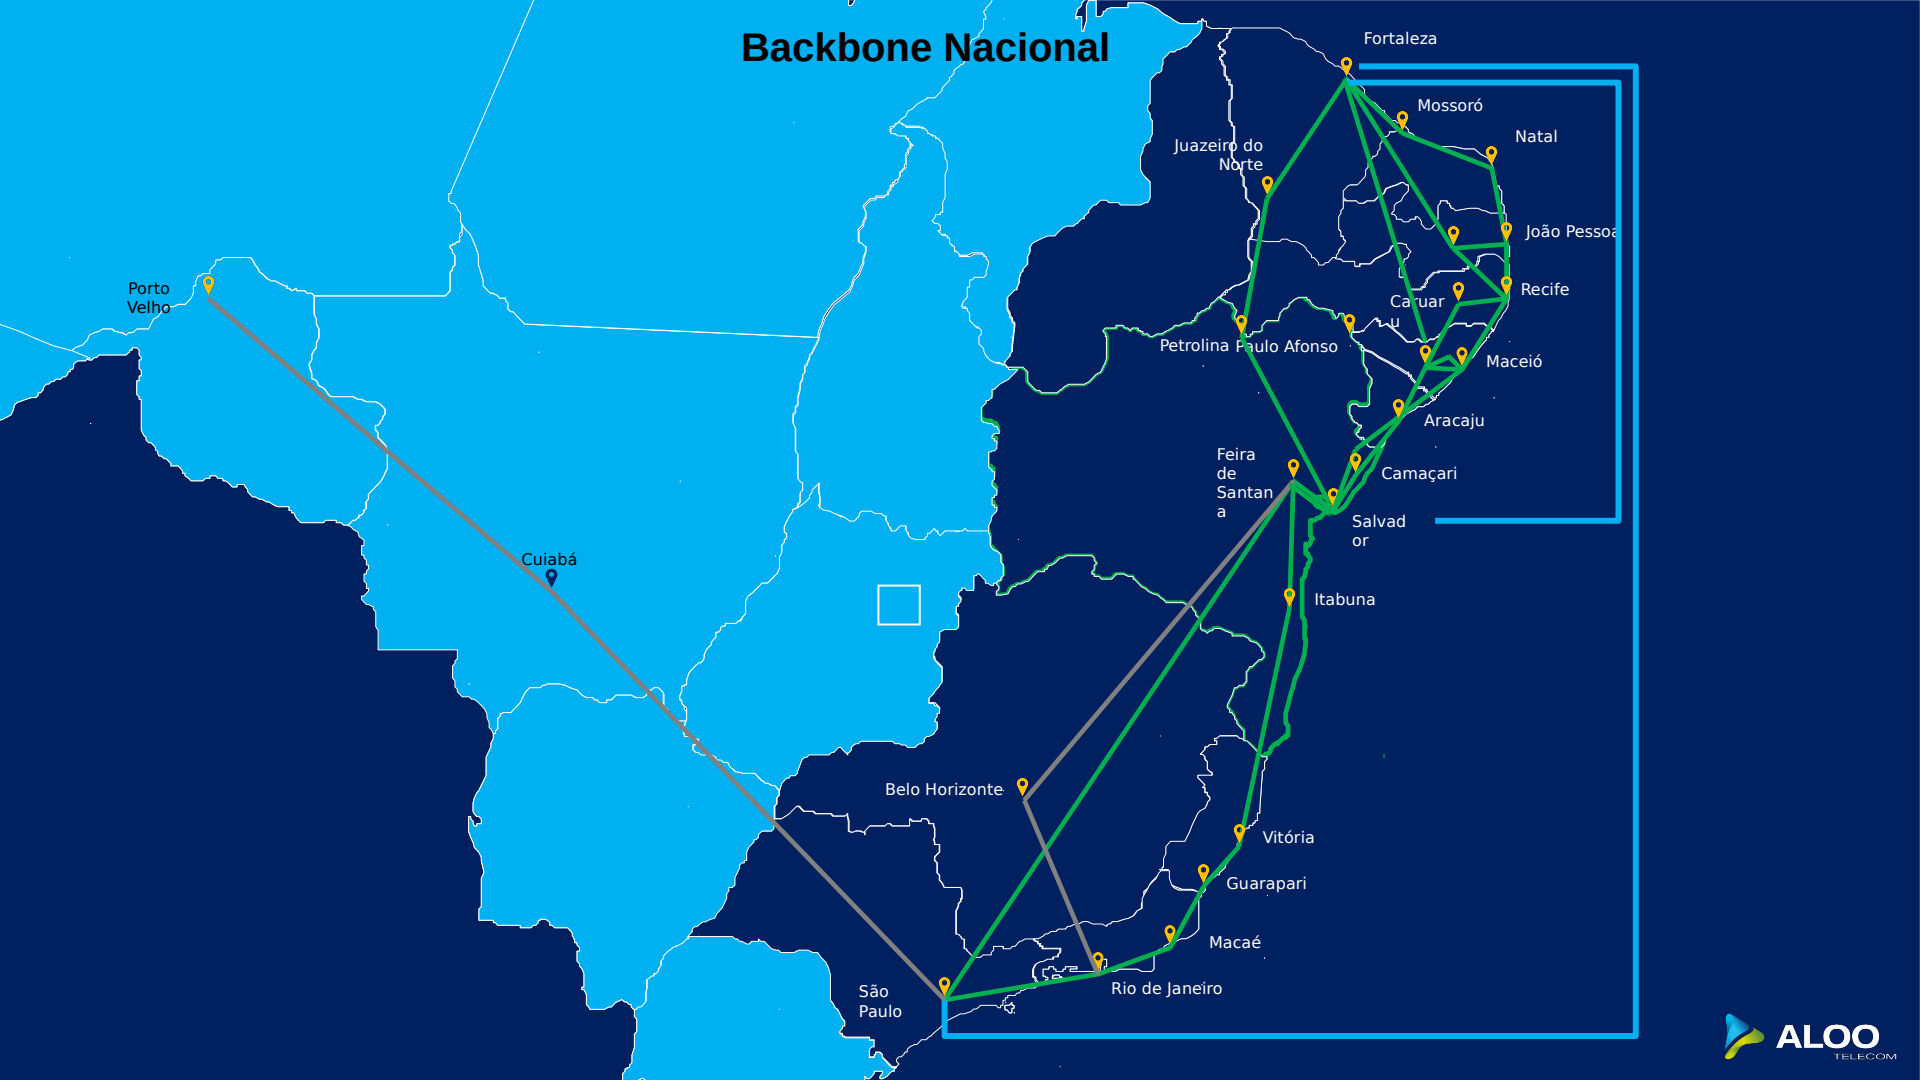 Backbone Nacional
Fortaleza
Mossoró
Natal
Juazeiro do
Norte
João Pessoa
Porto
Velho
Recife
Caruar
u
Petrolina
Paulo Afonso
Maceió
Aracaju
Feira
de
Santan
a
Camaçari
Salvad
or
Cuiabá
Itabuna
Belo Horizonte
Vitória
Guarapari
Macaé
Rio de Janeiro
São
Paulo
ALOO
TELECOM